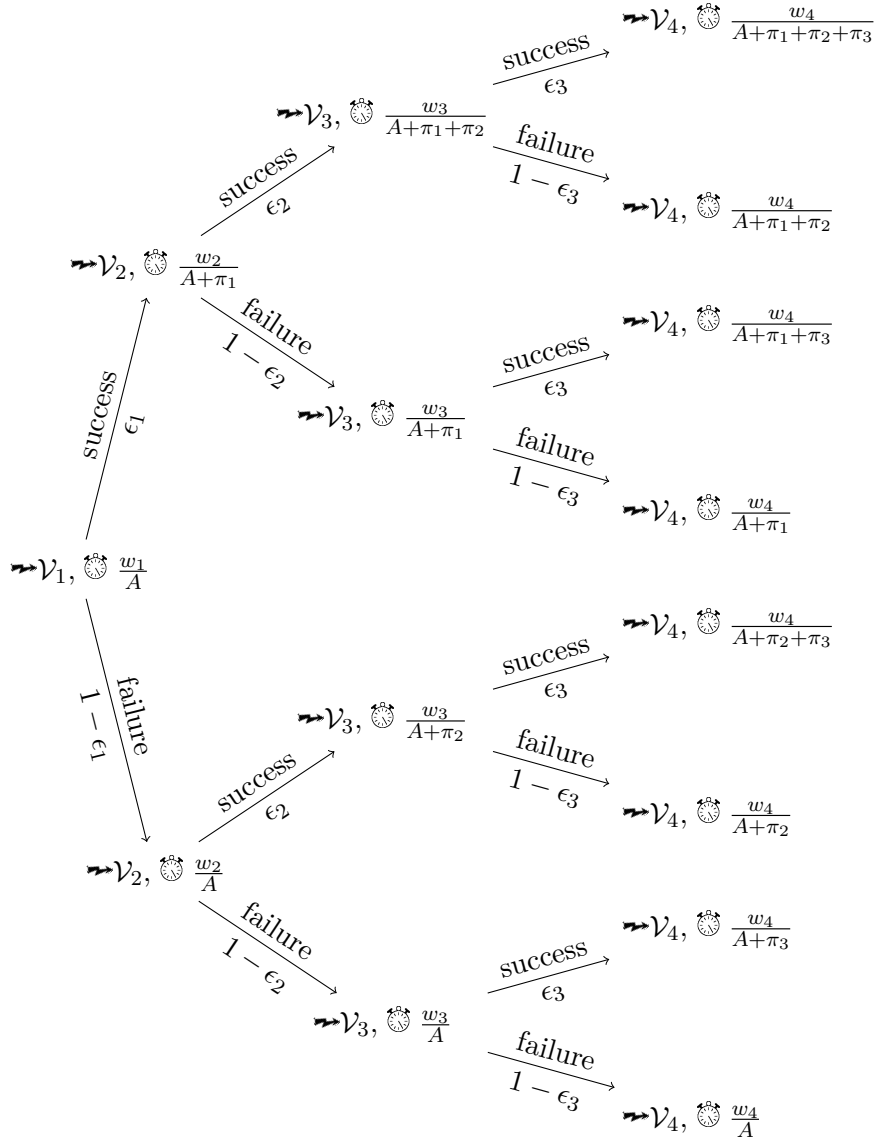 𝒱₄, w₄/(A+π₁+π₂+π₃)
success
ϵ₃
𝒱₃, w₃/(A+π₁+π₂)
failure
1 − ϵ₃
success
ϵ₂
𝒱₄, w₄/(A+π₁+π₂)
𝒱₂, w₂/(A+π₁)
failure
1 − ϵ₂
𝒱₄, w₄/(A+π₁+π₃)
success
ϵ₃
𝒱₃, w₃/(A+π₁)
success
ϵ₁
failure
1 − ϵ₃
𝒱₄, w₄/(A+π₁)
𝒱₁, w₁/A
𝒱₄, w₄/(A+π₂+π₃)
success
ϵ₃
𝒱₃, w₃/(A+π₂)
failure
1 − ϵ₁
failure
1 − ϵ₃
success
ϵ₂
𝒱₄, w₄/(A+π₂)
𝒱₂, w₂/A
failure
1 − ϵ₂
𝒱₄, w₄/(A+π₃)
success
ϵ₃
𝒱₃, w₃/A
failure
1 − ϵ₃
𝒱₄, w₄/A